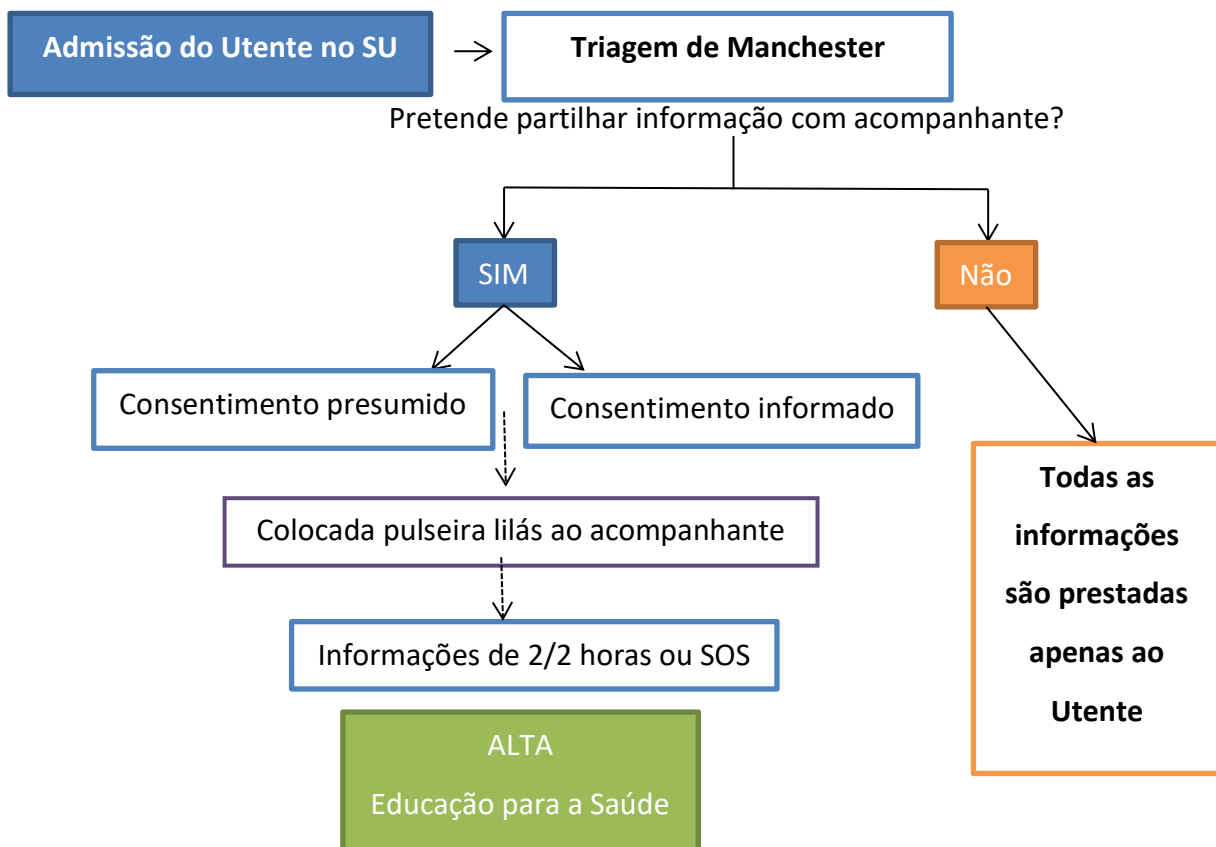 Admissão do Utente no SU
Triagem de Manchester
Pretende partilhar informação com acompanhante?
SIM
Não
Consentimento presumido
Consentimento informado
Colocada pulseira lilás ao acompanhante
Informações de 2/2 horas ou SOS
Todas as
informações
são prestadas
apenas ao
Utente
ALTA
Educação para a Saúde